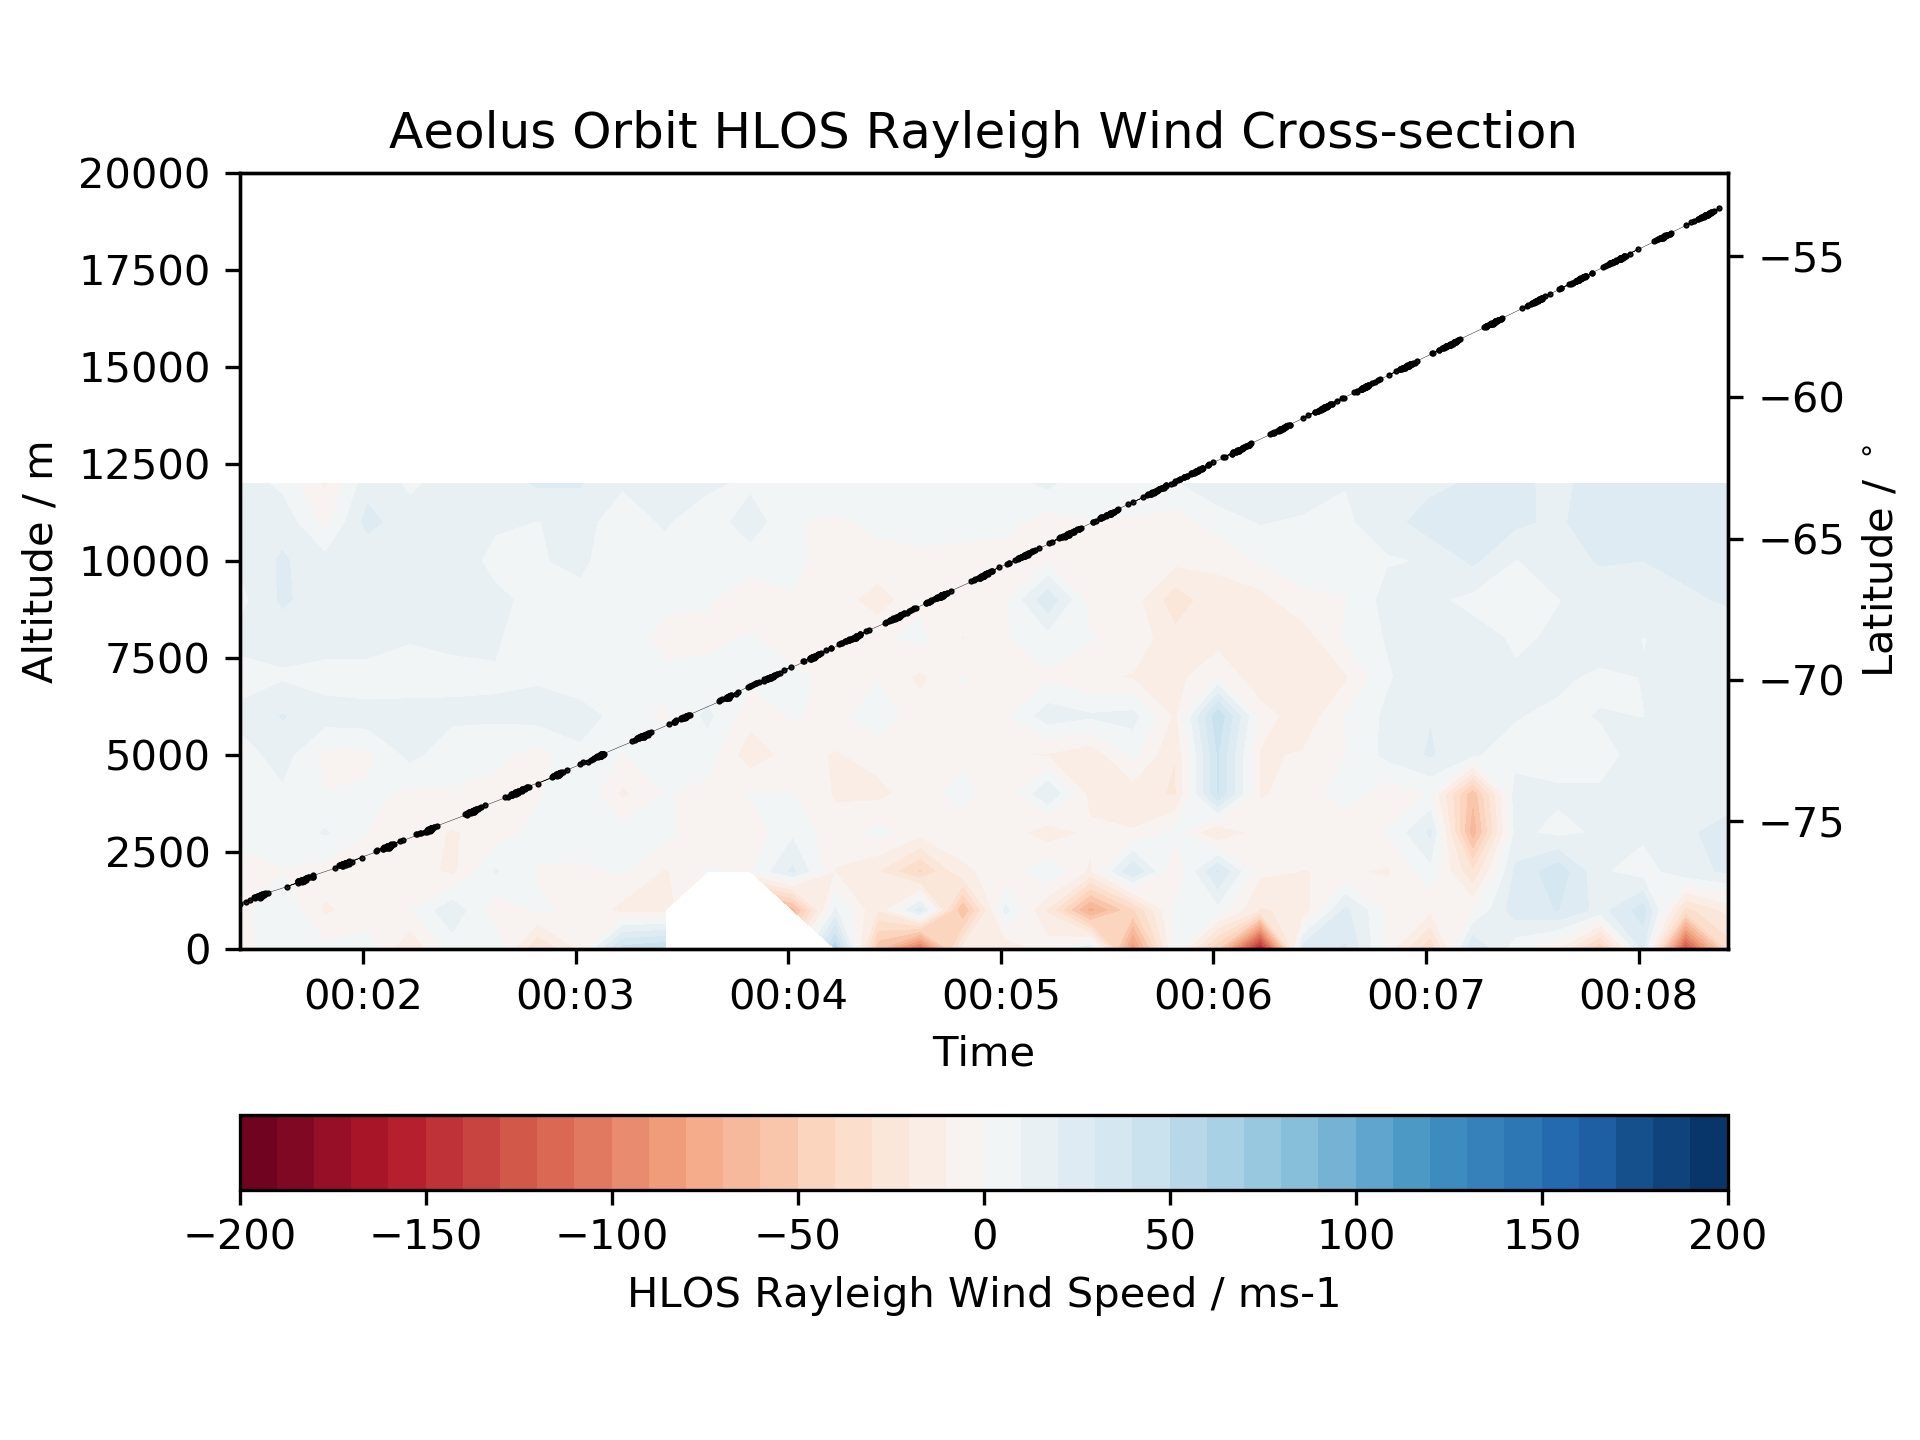 Aeolus Orbit HLOS Rayleigh Wind Cross-section
20000
17500
15000
12500
10000
7500
5000
2500
0
Altitude / m
−55
−60
−65
−70
−75
Latitude / °
00:02 00:03 00:04 00:05 00:06 00:07 00:08
Time
−200 −150 −100 −50 0 50 100 150 200
HLOS Rayleigh Wind Speed / ms-1